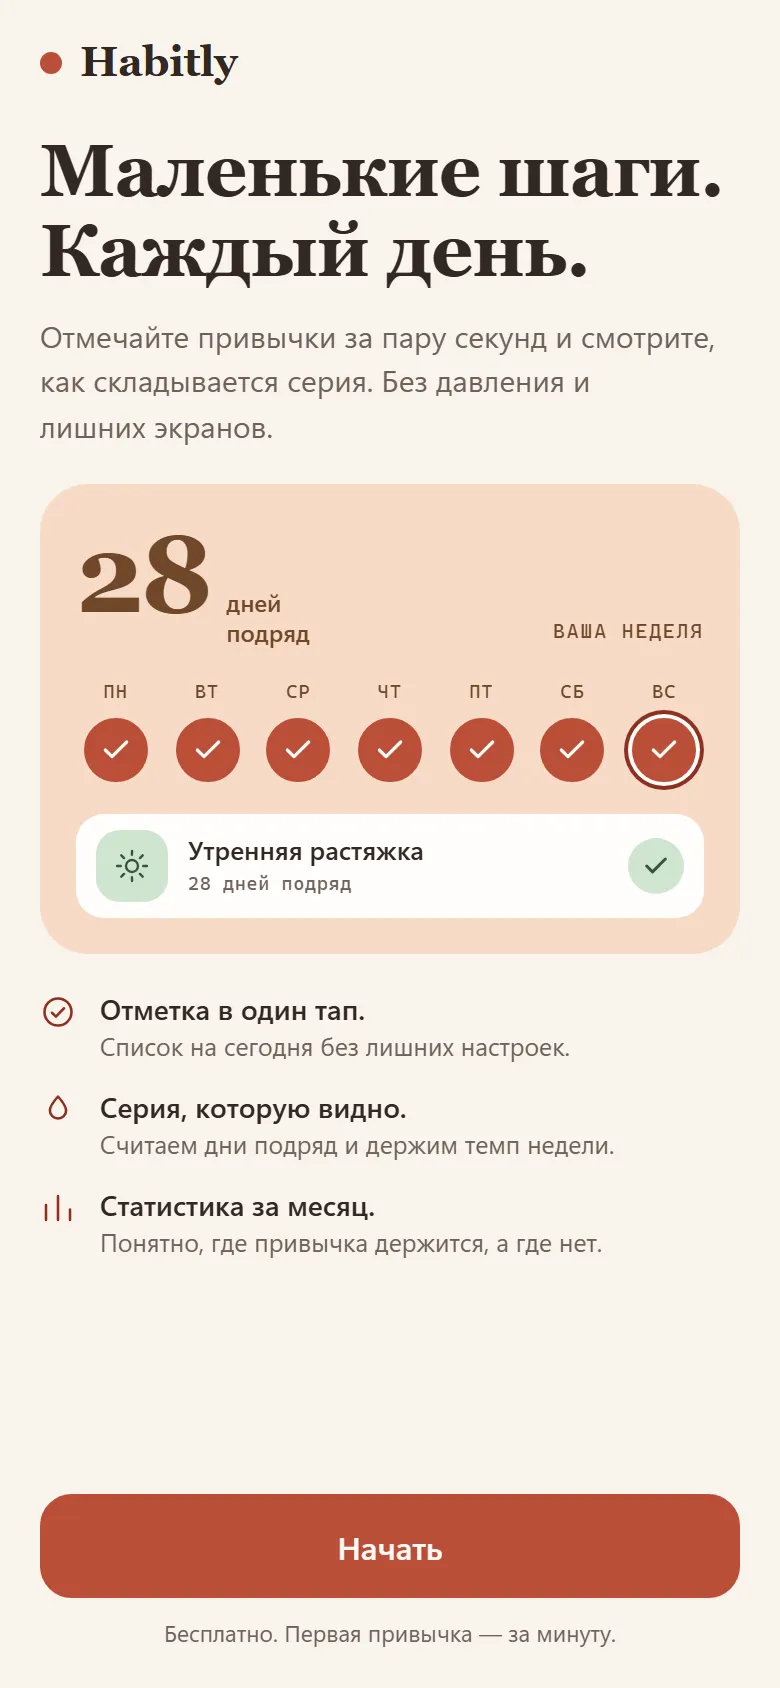 Habitly
Маленькие шаги.
Каждый день.
Отмечайте привычки за пару секунд и смотрите,
как складывается серия. Без давления и
лишних экранов.
28 дней
подряд
ВАША НЕДЕЛЯ
ПН ВТ СР ЧТ ПТ СБ ВС
Утренняя растяжка
28 дней подряд
Отметка в один тап.
Список на сегодня без лишних настроек.
Серия, которую видно.
Считаем дни подряд и держим темп недели.
Статистика за месяц.
Понятно, где привычка держится, а где нет.
Начать
Бесплатно. Первая привычка — за минуту.